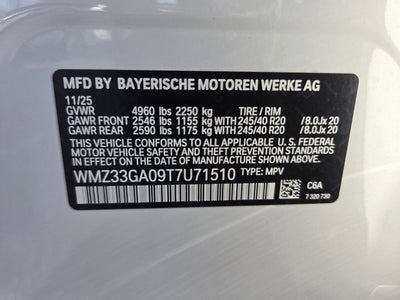 MFD BY BAYERISCHE MOTOREN WERKE AG
11/25
GVWR 4960 lbs 2250 kg TIRE / RIM
GAWR FRONT 2546 lbs 1155 kg WITH 245/40 R20 /8.0Jx 20
GAWR REAR 2590 lbs 1175 kg WITH 245/40 R20 /8.0Jx 20
THIS VEHICLE CONFORMS TO ALL APPLICABLE U.S. FEDERAL
MOTOR VEHICLE SAFETY, BUMPER, AND THEFT PREVENTION
STANDARDS IN EFFECT ON THE DATE OF MANUFACTURE SHOWN ABOVE.
WMZ33GA09T7U71510 TYPE: MPV
C6A
7 320 730